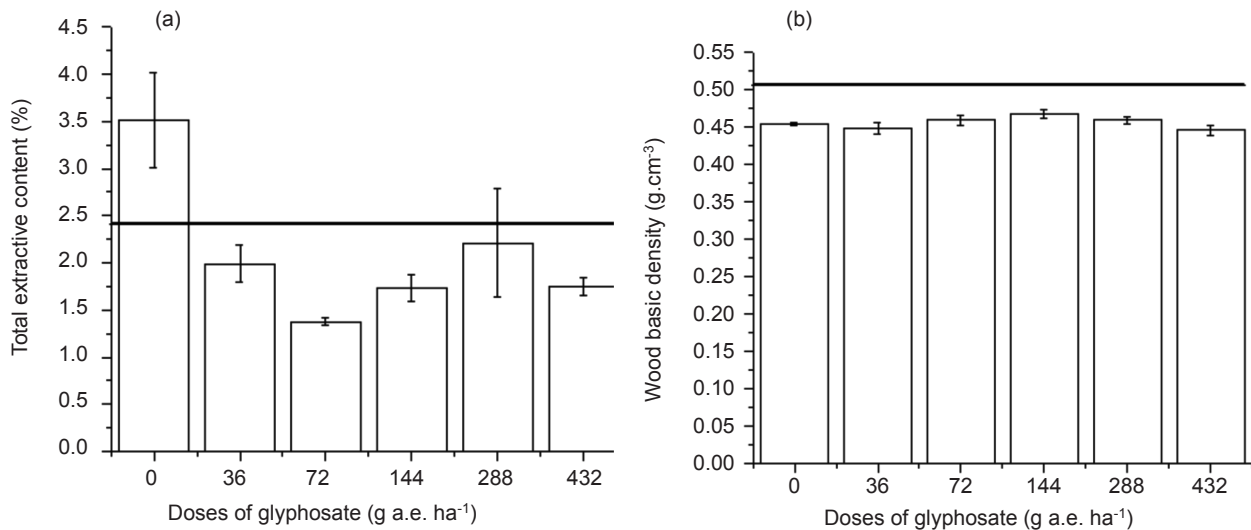 (a)
Total extractive content (%)
4.5
4.0
3.5
3.0
2.5
2.0
1.5
1.0
0.5
0.0
0 36 72 144 288 432
Doses of glyphosate (g a.e. ha⁻¹)
(b)
Wood basic density (g.cm⁻³)
0.55
0.50
0.45
0.40
0.35
0.30
0.25
0.20
0.15
0.10
0.05
0.00
0 36 72 144 288 432
Doses of glyphosate (g a.e. ha⁻¹)